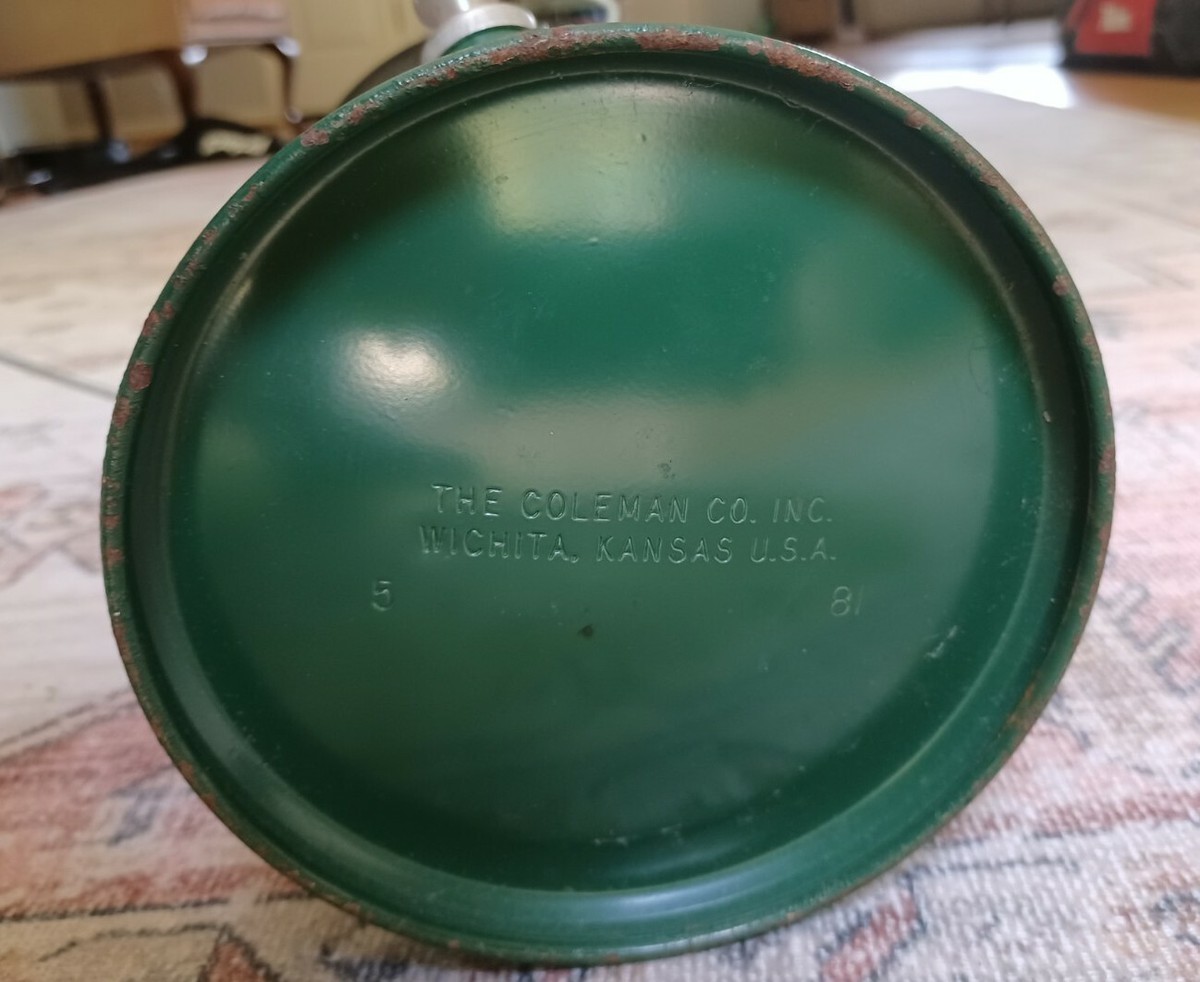 THE COLEMAN CO. INC.
WICHITA, KANSAS U.S.A.
5 81